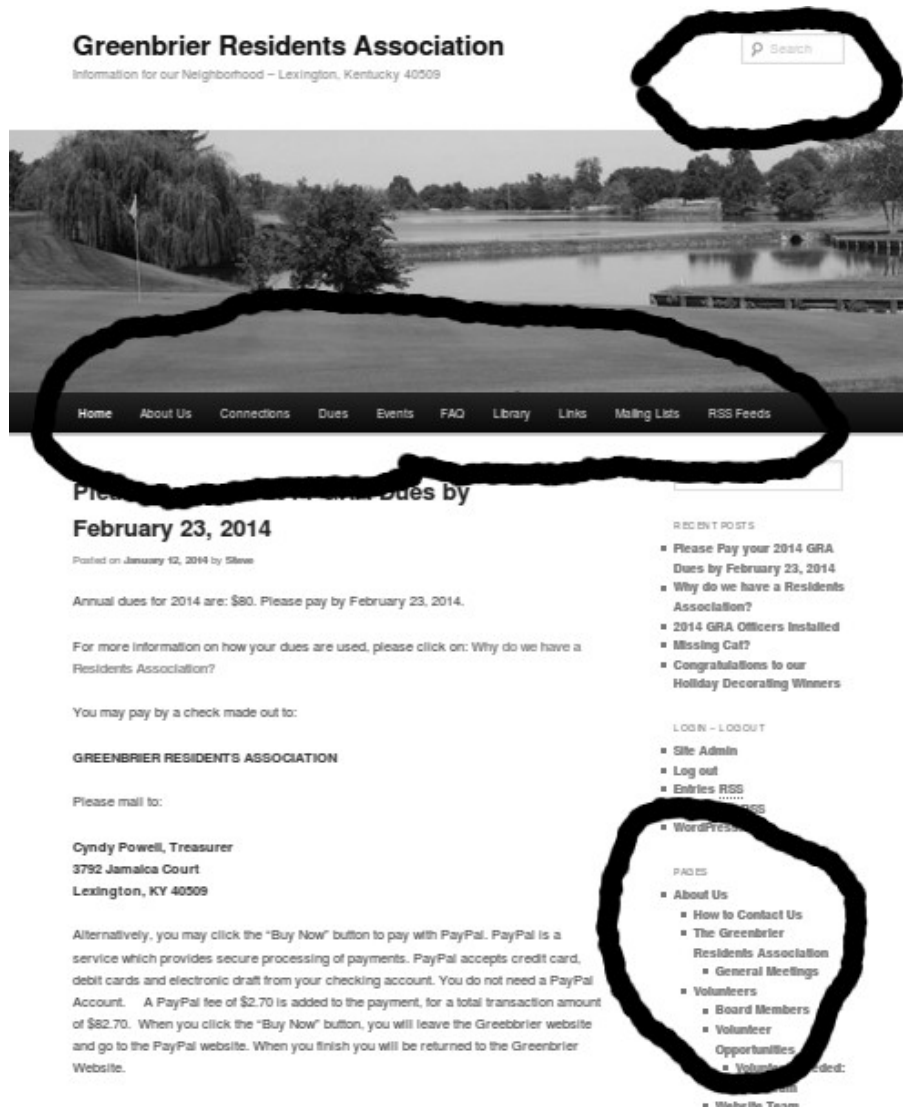 Greenbrier Residents Association
Information for our Neighborhood – Lexington, Kentucky 40509
Search
Home About Us Connections Dues Events FAQ Library Links Mailing Lists RSS Feeds
Dues by
February 23, 2014
Posted on January 12, 2014 by Steve
Annual dues for 2014 are: $80. Please pay by February 23, 2014.
For more information on how your dues are used, please click on: Why do we have a
Residents Association?
You may pay by a check made out to:
GREENBRIER RESIDENTS ASSOCIATION
Please mail to:
Cyndy Powell, Treasurer
3792 Jamaica Court
Lexington, KY 40509
Alternatively, you may click the “Buy Now” button to pay with PayPal. PayPal is a
service which provides secure processing of payments. PayPal accepts credit card,
debit cards and electronic draft from your checking account. You do not need a PayPal
Account. A PayPal fee of $2.70 is added to the payment, for a total transaction amount
of $82.70. When you click the “Buy Now” button, you will leave the Greebbrier website
and go to the PayPal website. When you finish you will be returned to the Greenbrier
Website.
RECENT POSTS
Please Pay your 2014 GRA
Dues by February 23, 2014
Why do we have a Residents
Association?
2014 GRA Officers Installed
Missing Cat?
Congratulations to our
Holiday Decorating Winners
LOGIN – LOGOUT
Site Admin
Log out
Entries RSS
RSS
PAGES
About Us
How to Contact Us
The Greenbrier
Residents Association
General Meetings
Volunteers
Board Members
Volunteer
Opportunities
Website Team